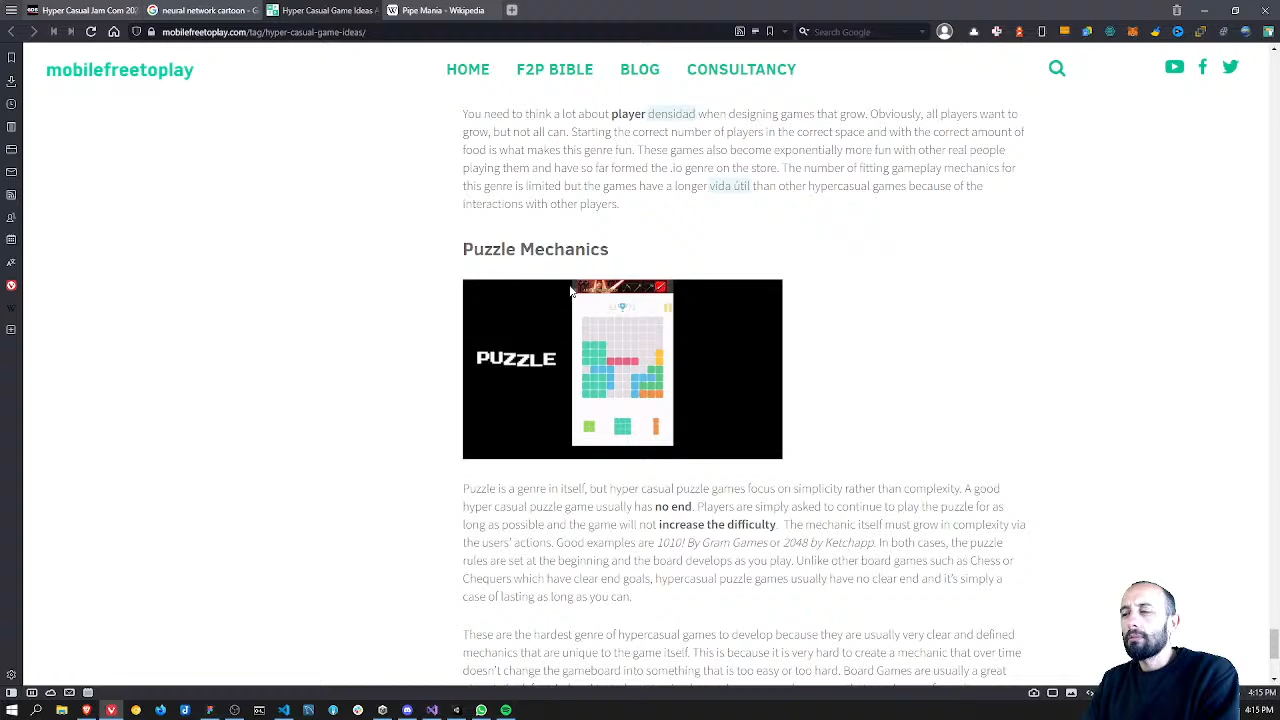 Hyper Casual Jam Com 202
neural network cartoon - G
Hyper Casual Game Ideas A
Pipe Mania - Wikipedia
mobilefreetoplay.com/tag/hyper-casual-game-ideas/
Search Google
mobilefreetoplay
HOME F2P BIBLE BLOG CONSULTANCY
You need to think a lot about player densidad when designing games that grow. Obviously, all players want to
grow, but not all can. Starting the correct number of players in the correct space and with the correct amount of
food is what makes this genre fun. These games also become exponentially more fun with other real people
playing them and have so far formed the .io genre on the store. The number of fitting gameplay mechanics for
this genre is limited but the games have a longer vida útil than other hypercasual games because of the
interactions with other players.
Puzzle Mechanics
PUZZLE
Puzzle is a genre in itself, but hyper casual puzzle games focus on simplicity rather than complexity. A good
hyper casual puzzle game usually has no end. Players are simply asked to continue to play the puzzle for as
long as possible and the game will not increase the difficulty. The mechanic itself must grow in complexity via
the users' actions. Good examples are 1010! By Gram Games or 2048 by Ketchapp. In both cases, the puzzle
rules are set at the beginning and the board develops as you play. Unlike other board games such as Chess or
Chequers which have clear end goals, hypercasual puzzle games usually have no clear end and it's simply a
case of lasting as long as you can.
These are the hardest genre of hypercasual games to develop because they are usually very clear and defined
mechanics that are unique to the game itself. This is because it is very hard to create a mechanic that over time
doesn't change the gameboard into something that is too easy or too hard. Board Games are usually a great
4:15 PM